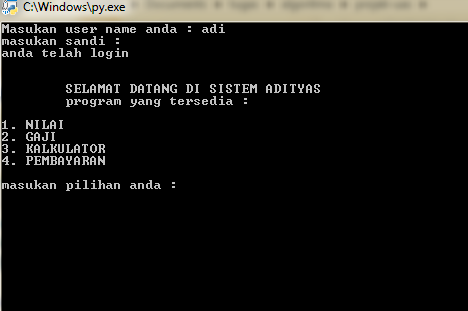 C:\Windows\py.exe
Masukan user name anda : adi
masukan sandi :
anda telah login
SELAMAT DATANG DI SISTEM ADITYAS
program yang tersedia :
1. NILAI
2. GAJI
3. KALKULATOR
4. PEMBAYARAN
masukan pilihan anda :